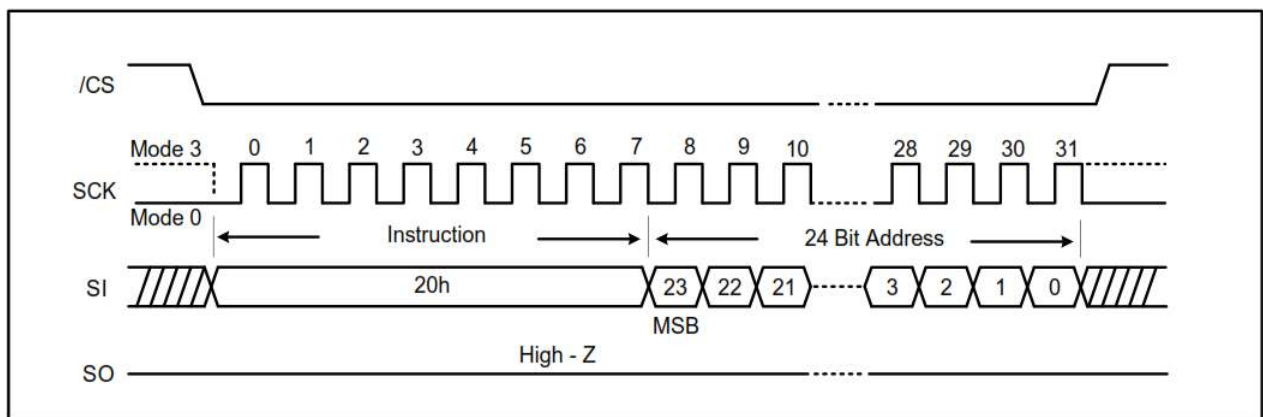 /CS
Mode 3
0 1 2 3 4 5 6 7 8 9 10 28 29 30 31
SCK
Mode 0
Instruction 24 Bit Address
SI 20h 23 22 21 3 2 1 0
MSB
High - Z
SO